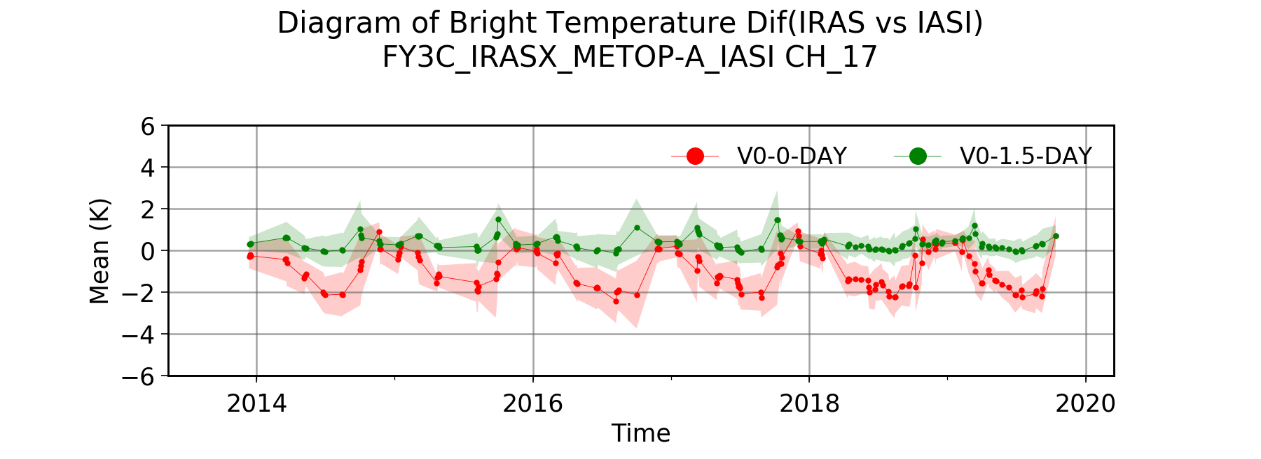 Diagram of Bright Temperature Dif(IRAS vs IASI)
FY3C_IRASX_METOP-A_IASI CH_17
V0-0-DAY
V0-1.5-DAY
6
4
2
0
−2
−4
−6
Mean (K)
2014
2016
2018
2020
Time